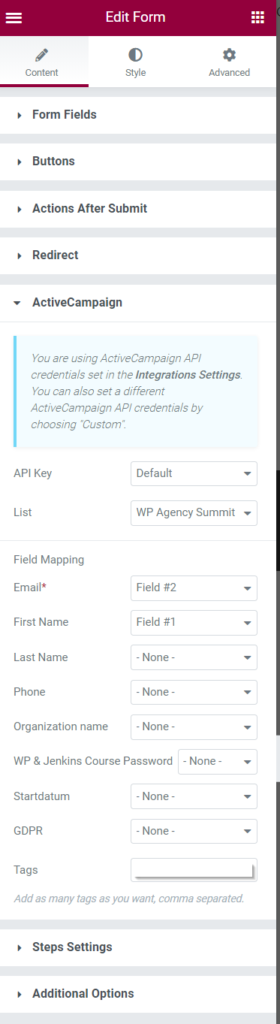 Edit Form
Content Style Advanced
Form Fields
Buttons
Actions After Submit
Redirect
ActiveCampaign
You are using ActiveCampaign API
credentials set in the Integrations Settings.
You can also set a different
ActiveCampaign API credentials by
choosing "Custom".
API Key Default
List WP Agency Summit
Field Mapping
Email* Field #2
First Name Field #1
Last Name - None -
Phone - None -
Organization name - None -
WP & Jenkins Course Password - None -
Startdatum - None -
GDPR - None -
Tags
Add as many tags as you want, comma separated.
Steps Settings
Additional Options